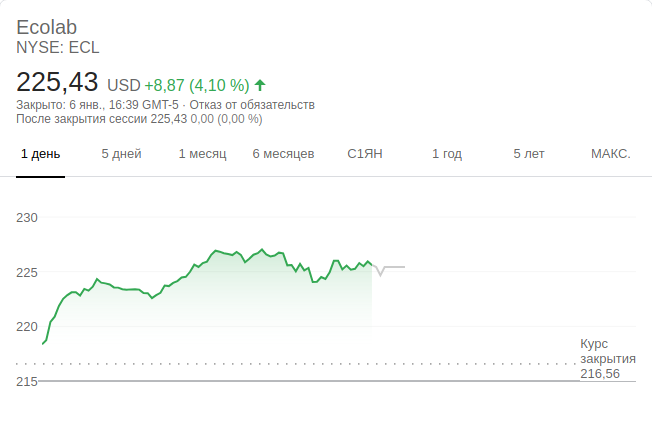 Ecolab
NYSE: ECL
225,43 USD +8,87 (4,10 %)
Закрыто: 6 янв., 16:39 GMT-5 · Отказ от обязательств
После закрытия сессии 225,43 0,00 (0,00 %)
1 день 5 дней 1 месяц 6 месяцев С1ЯН 1 год 5 лет МАКС.
230
225
220
Курс
закрытия
216,56
215